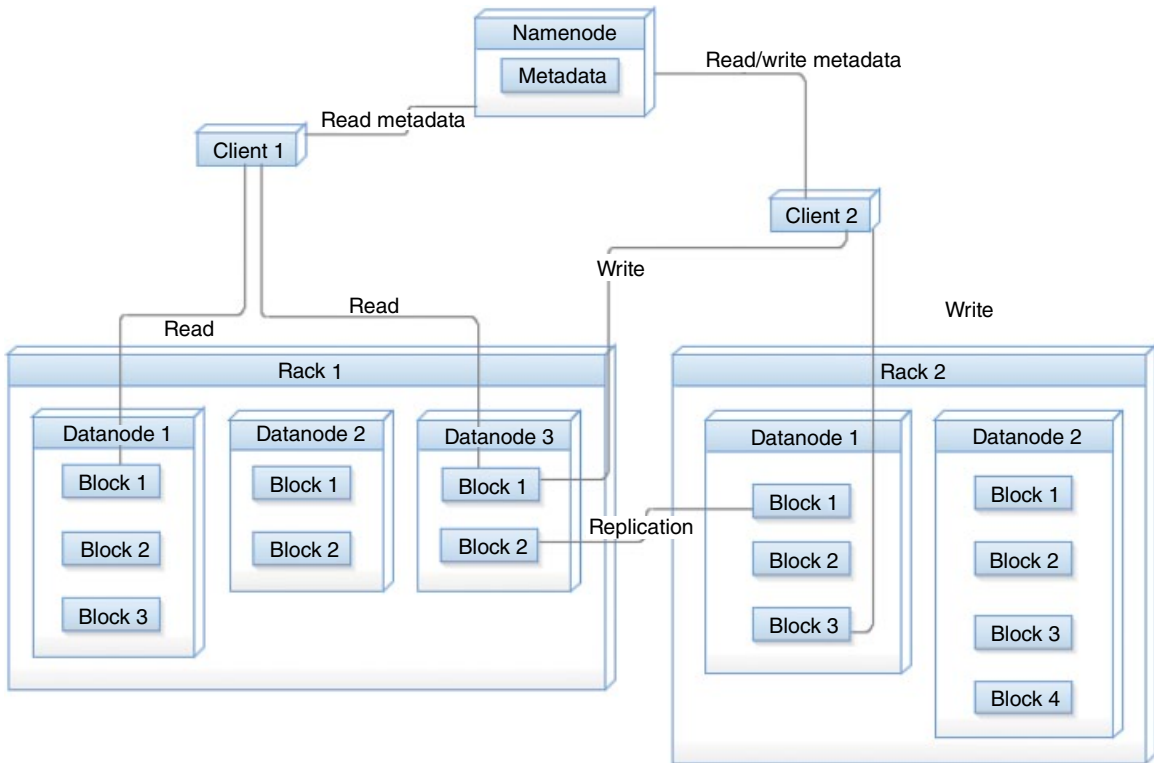 Namenode
Metadata
Read/write metadata
Read metadata
Client 1
Client 2
Write
Read
Read
Write
Rack 1
Datanode 1
Block 1
Block 2
Block 3
Datanode 2
Block 1
Block 2
Datanode 3
Block 1
Block 2
Replication
Rack 2
Datanode 1
Block 1
Block 2
Block 3
Datanode 2
Block 1
Block 2
Block 3
Block 4